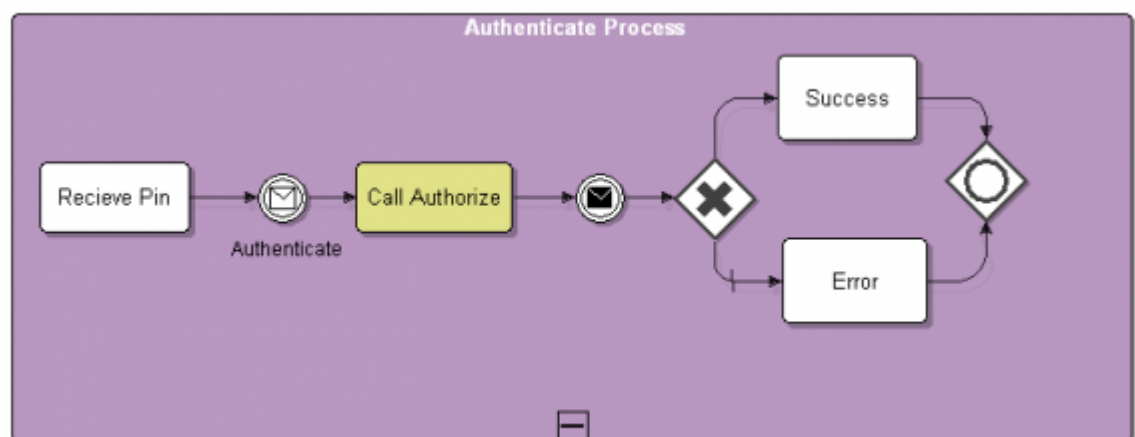 Authenticate Process
Success
Recieve Pin
Call Authorize
Authenticate
Error